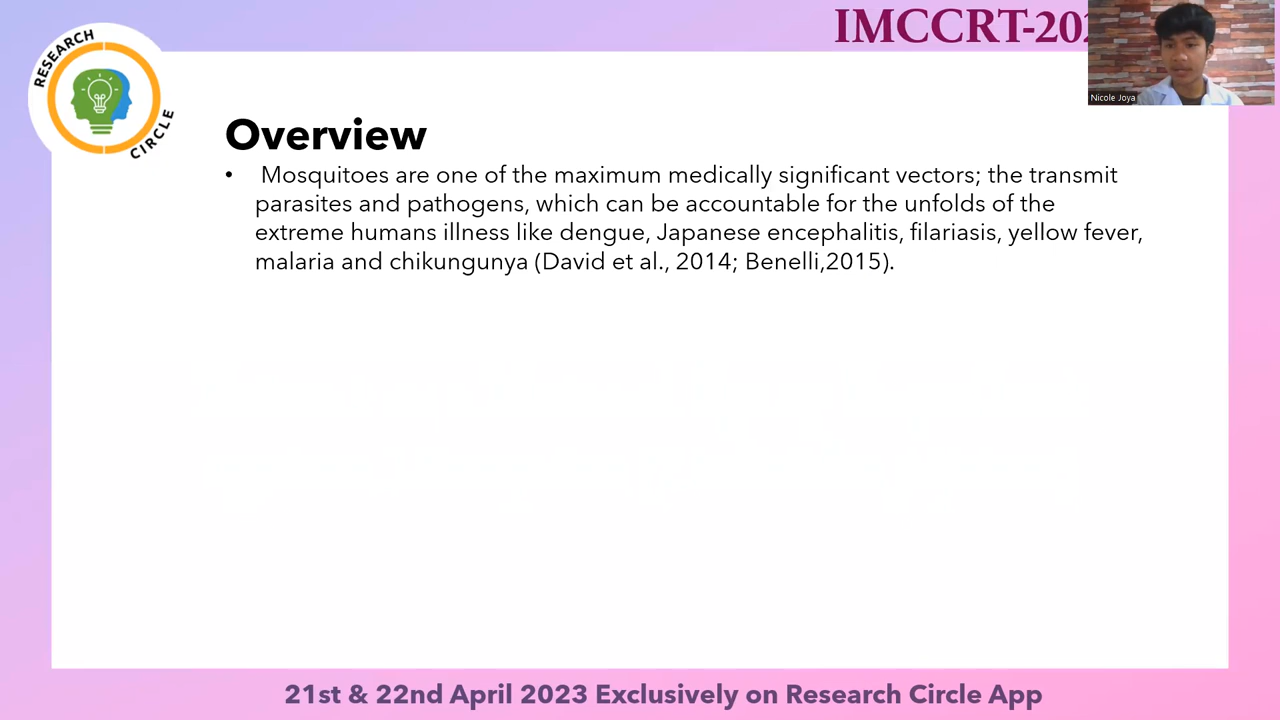 RESEARCH
CIRCLE
IMCCRT-202
Nicole Joya
Overview
• Mosquitoes are one of the maximum medically significant vectors; the transmit
parasites and pathogens, which can be accountable for the unfolds of the
extreme humans illness like dengue, Japanese encephalitis, filariasis, yellow fever,
malaria and chikungunya (David et al., 2014; Benelli,2015).
21st & 22nd April 2023 Exclusively on Research Circle App